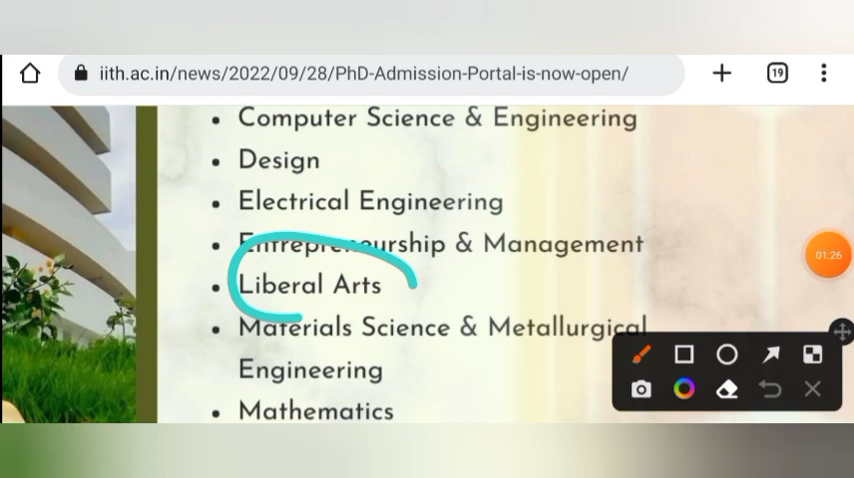 iith.ac.in/news/2022/09/28/PhD-Admission-Portal-is-now-open/
19
• Computer Science & Engineering
• Design
• Electrical Engineering
• Entrepreneurship & Management
• Liberal Arts
01:26
• Materials Science & Metallurgical
Engineering
• Mathematics